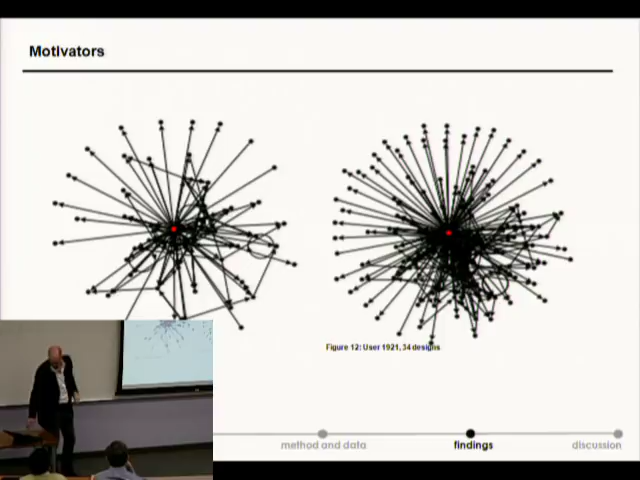 Motivators
Figure 12: User 1921, 34 designs
method and data
findings
discussion